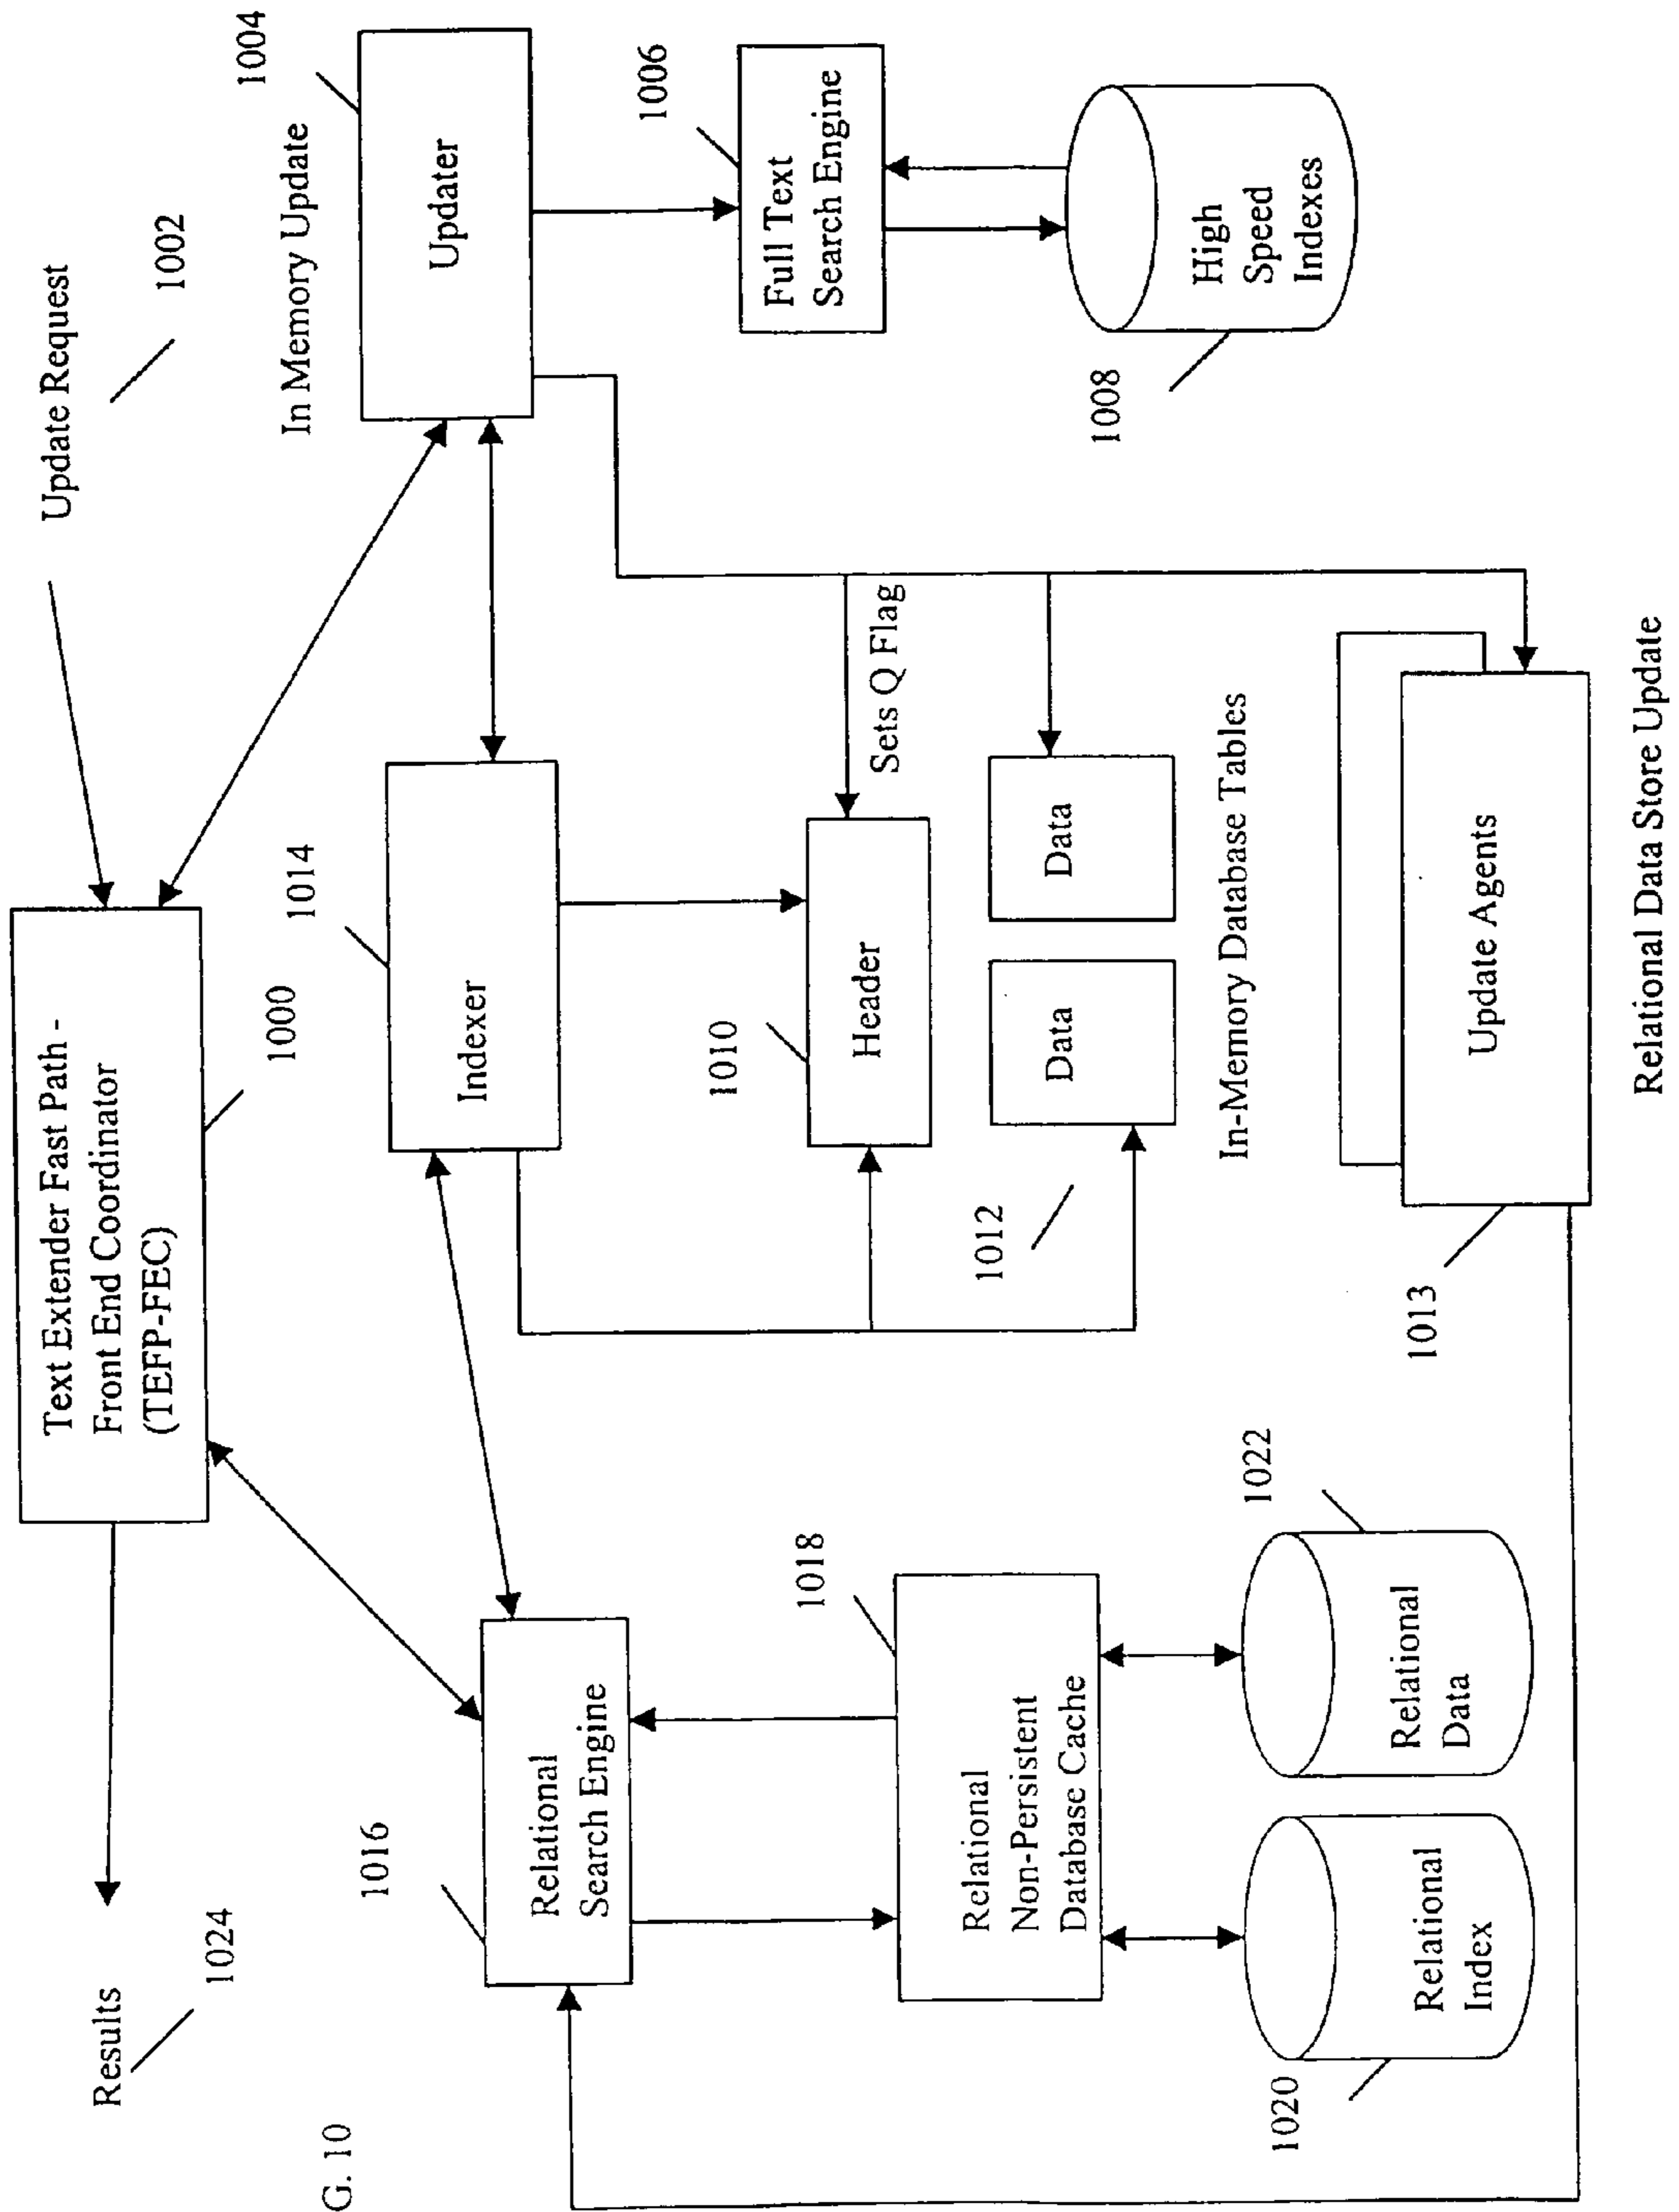 G. 10
Results
1024
Text Extender Fast Path -
Front End Coordinator
(TEFP-FEC)
1000
Update Request
1002
1016
Relational
Search Engine
1014
Indexer
In Memory Update
1004
Updater
1018
Relational
Non-Persistent
Database Cache
1010
Header
Sets Q Flag
1006
Full Text
Search Engine
1012
Data
Data
In-Memory Database Tables
1008
High
Speed
Indexes
1020
Relational
Index
1022
Relational
Data
1013
Update Agents
Relational Data Store Update